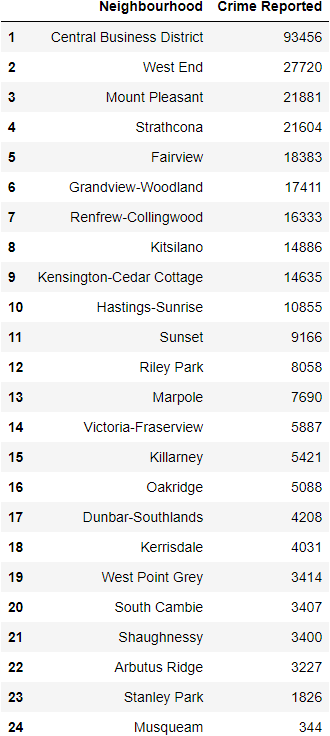 Neighbourhood Crime Reported
1 Central Business District 93456
2 West End 27720
3 Mount Pleasant 21881
4 Strathcona 21604
5 Fairview 18383
6 Grandview-Woodland 17411
7 Renfrew-Collingwood 16333
8 Kitsilano 14886
9 Kensington-Cedar Cottage 14635
10 Hastings-Sunrise 10855
11 Sunset 9166
12 Riley Park 8058
13 Marpole 7690
14 Victoria-Fraserview 5887
15 Killarney 5421
16 Oakridge 5088
17 Dunbar-Southlands 4208
18 Kerrisdale 4031
19 West Point Grey 3414
20 South Cambie 3407
21 Shaughnessy 3400
22 Arbutus Ridge 3227
23 Stanley Park 1826
24 Musqueam 344